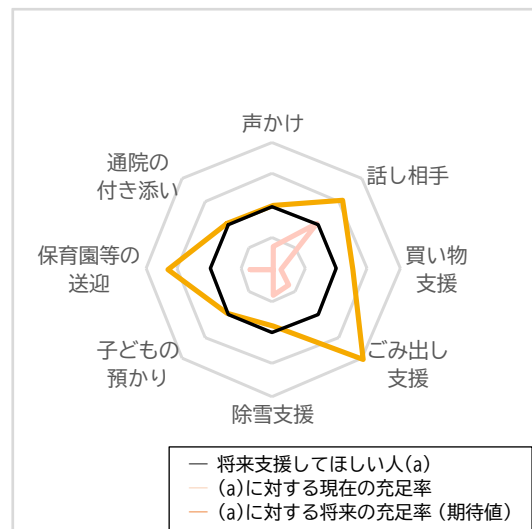 声かけ
通院の
付き添い
話し相手
保育園等の
送迎
買い物
支援
子どもの
預かり
ごみ出し
支援
除雪支援
将来支援してほしい人(a)
(a)に対する現在の充足率
(a)に対する将来の充足率(期待値)